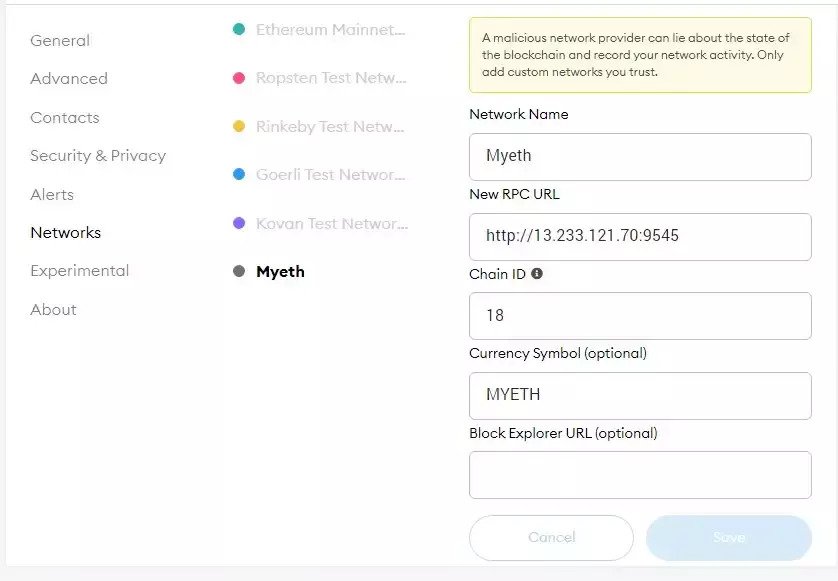 General
Advanced
Contacts
Security & Privacy
Alerts
Networks
Experimental
About
Ethereum Mainnet...
Ropsten Test Netw...
Rinkeby Test Netw...
Goerli Test Networ...
Kovan Test Networ...
Myeth
A malicious network provider can lie about the state of
the blockchain and record your network activity. Only
add custom networks you trust.
Network Name
Myeth
New RPC URL
http://13.233.121.70:9545
Chain ID
18
Currency Symbol (optional)
MYETH
Block Explorer URL (optional)
Cancel
Save